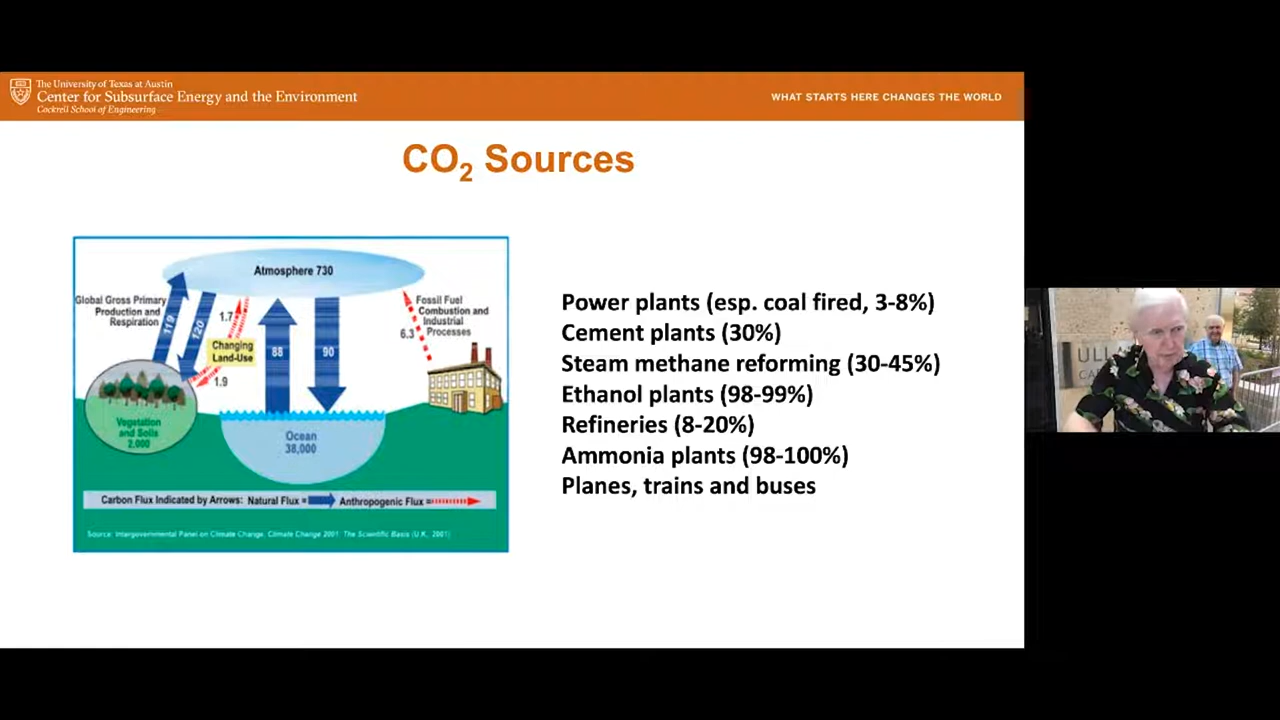 The University of Texas at Austin
Center for Subsurface Energy and the Environment
Cockrell School of Engineering
WHAT STARTS HERE CHANGES THE WORLD
CO₂ Sources
Atmosphere 730
Global Gross Primary
Production and
Respiration
119
120
1.7
Changing
Land-Use
1.9
88
90
6.3
Fossil Fuel
Combustion and
Industrial
Processes
Vegetation
and Soils
2,000
Ocean
38,000
Carbon Flux Indicated by Arrows: Natural Flux = Anthropogenic Flux =
Source: Intergovernmental Panel on Climate Change, Climate Change 2001: The Scientific Basis (U.K., 2001)
Power plants (esp. coal fired, 3-8%)
Cement plants (30%)
Steam methane reforming (30-45%)
Ethanol plants (98-99%)
Refineries (8-20%)
Ammonia plants (98-100%)
Planes, trains and buses